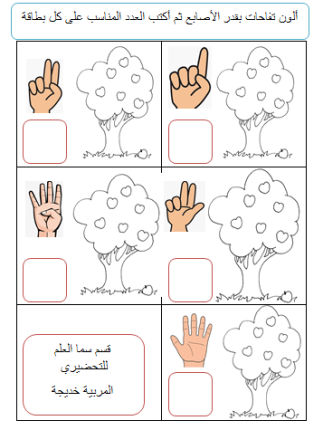 ألون تفاحات بقدر الأصابع ثم أكتب العدد المناسب على كل بطاقة
قسم سما العلم
للتحضيري
المربية خديجة